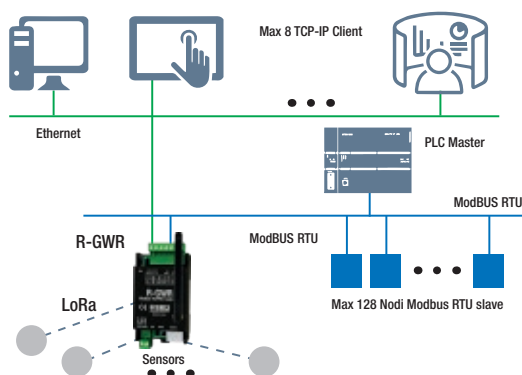 Max 8 TCP-IP Client
Ethernet
PLC Master
ModBUS RTU
R-GWR
ModBUS RTU
R-GWR
LoRa
Max 128 Nodi Modbus RTU slave
Sensors